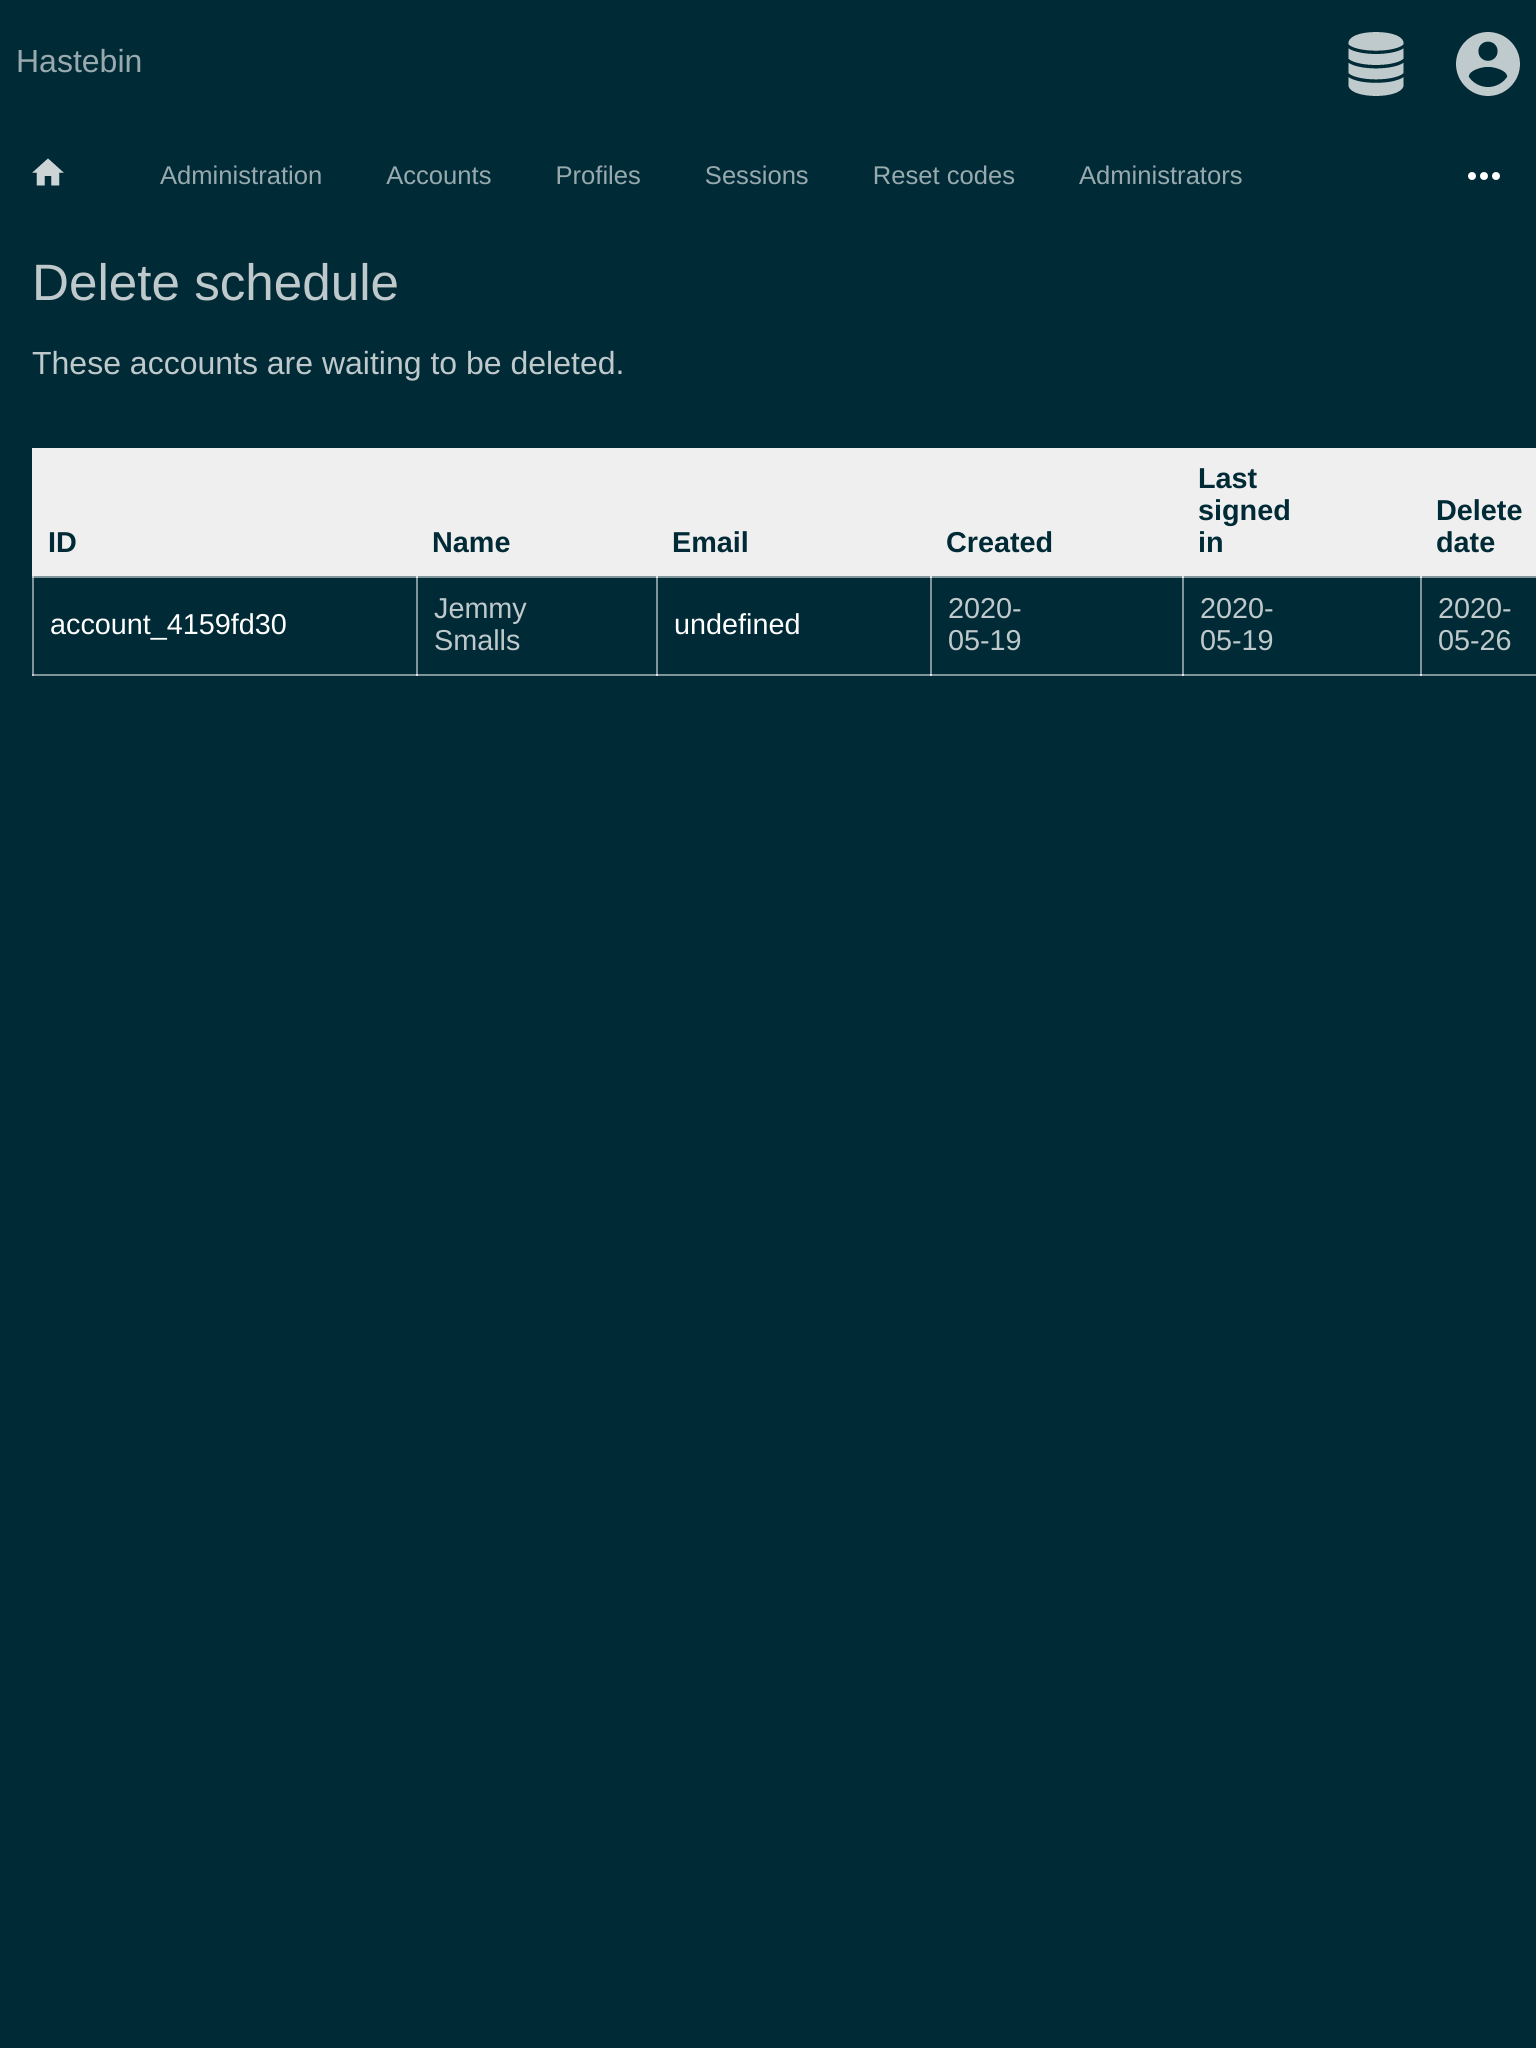 Hastebin
Administration Accounts Profiles Sessions Reset codes Administrators
Delete schedule
These accounts are waiting to be deleted.
ID Name Email Created Last signed in Delete date
account_4159fd30 Jemmy Smalls undefined 2020-05-19 2020-05-19 2020-05-26